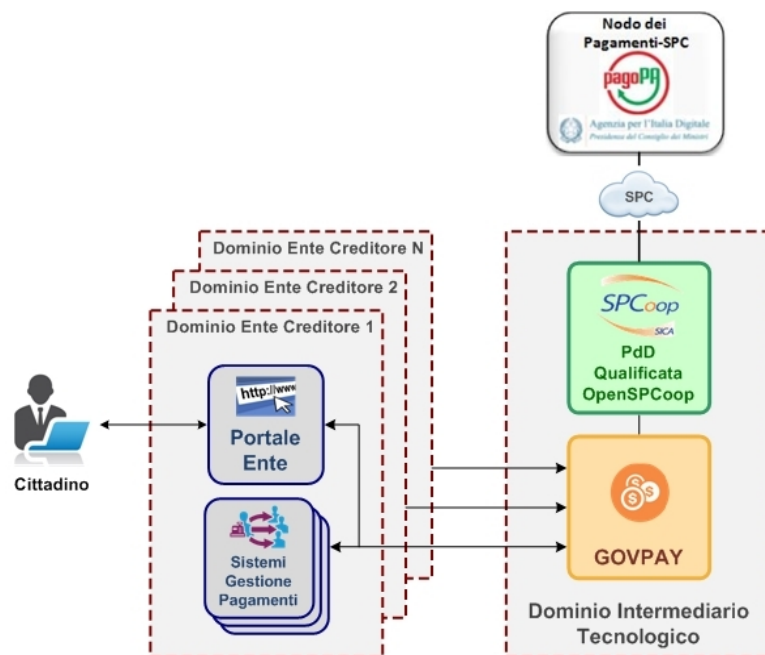 Nodo dei
Pagamenti-SPC
pagoPA
Agenzia per l'Italia Digitale
Presidenza del Consiglio dei Ministri
SPC
Dominio Ente Creditore N
Dominio Ente Creditore 2
Dominio Ente Creditore 1
http://www
Portale
Ente
Cittadino
Sistemi
Gestione
Pagamenti
SPCoop
SICA
PdD
Qualificata
OpenSPCoop
GOVPAY
Dominio Intermediario
Tecnologico